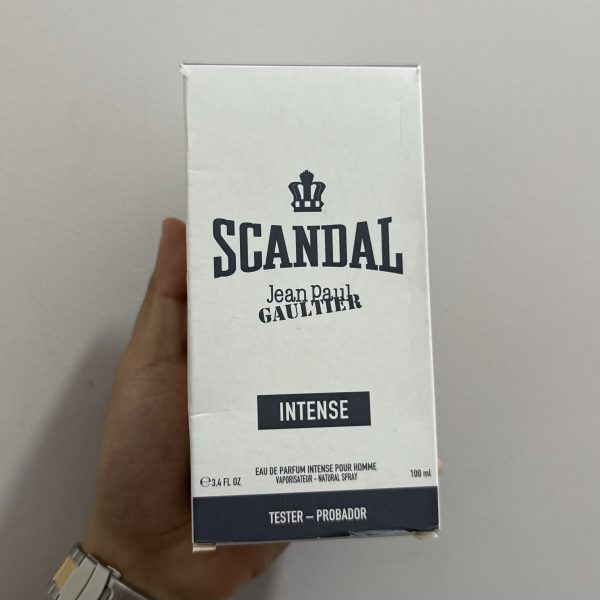 SCANDAL
Jean Paul
GAULTIER
INTENSE
EAU DE PARFUM INTENSE POUR HOMME
℮3.4 FL OZ VAPORISATEUR - NATURAL SPRAY 100 ml
TESTER – PROBADOR